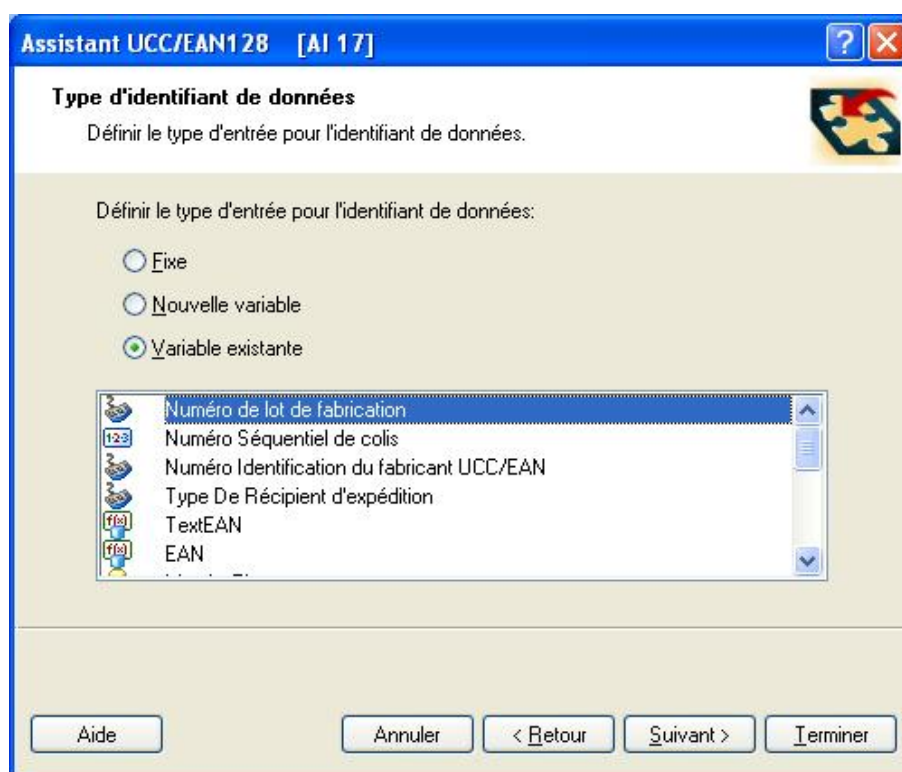 Assistant UCC/EAN128 [AI 17]
Type d'identifiant de données
Définir le type d'entrée pour l'identifiant de données.
Définir le type d'entrée pour l'identifiant de données:
Fixe
Nouvelle variable
Variable existante
Numéro de lot de fabrication
Numéro Séquentiel de colis
Numéro Identification du fabricant UCC/EAN
Type De Récipient d'expédition
TextEAN
EAN
Aide Annuler < Retour Suivant > Terminer